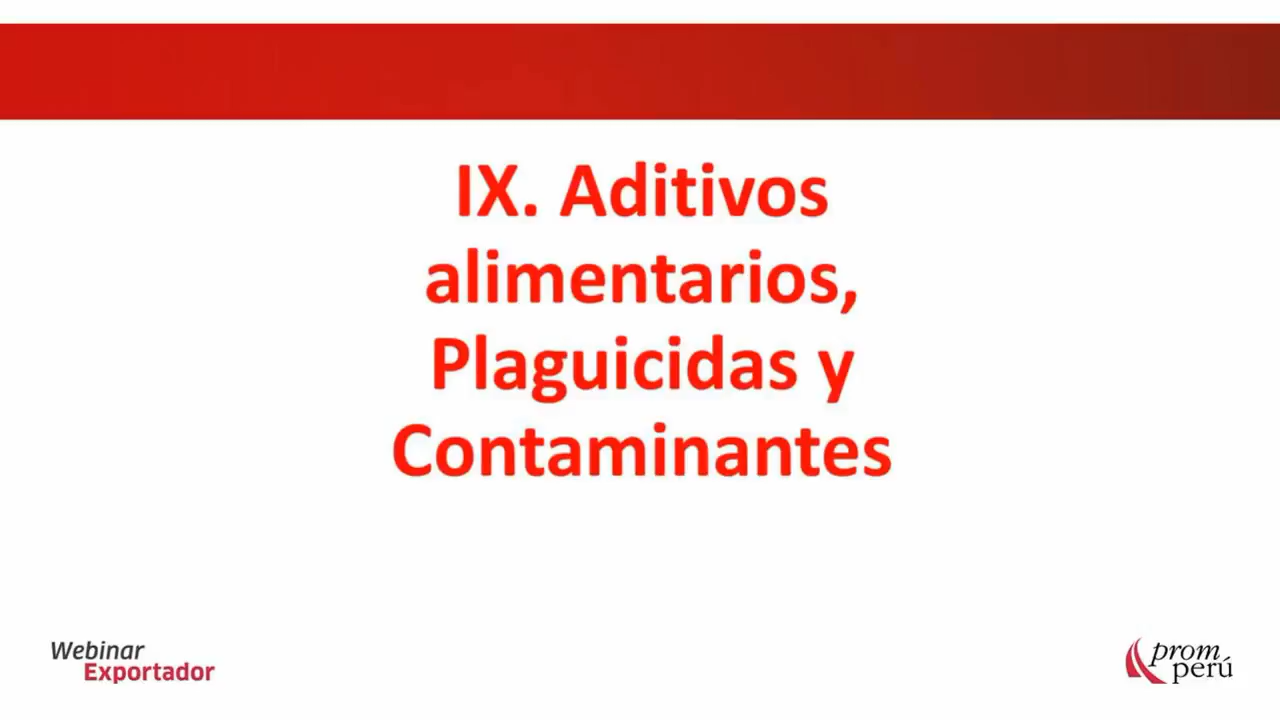 IX. Aditivos
alimentarios,
Plaguicidas y
Contaminantes
Webinar
Exportador
prom
perú